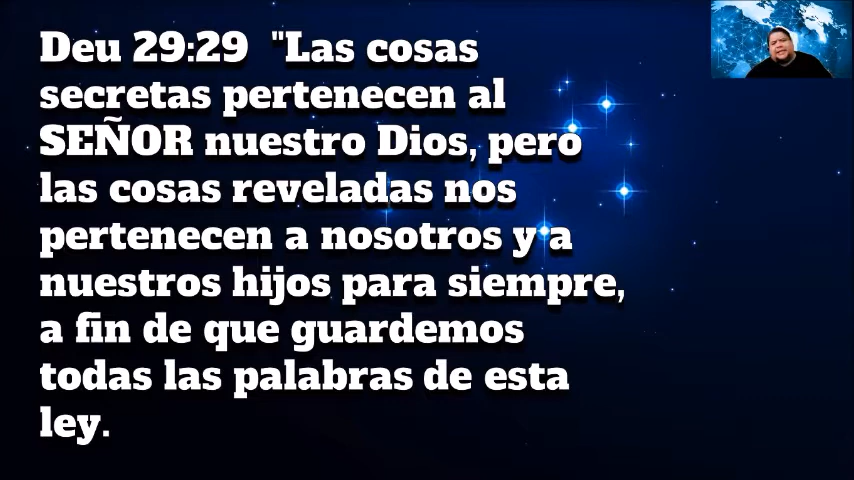 Deu 29:29  "Las cosas
secretas pertenecen al
SEÑOR nuestro Dios, pero
las cosas reveladas nos
pertenecen a nosotros y a
nuestros hijos para siempre,
a fin de que guardemos
todas las palabras de esta
ley.